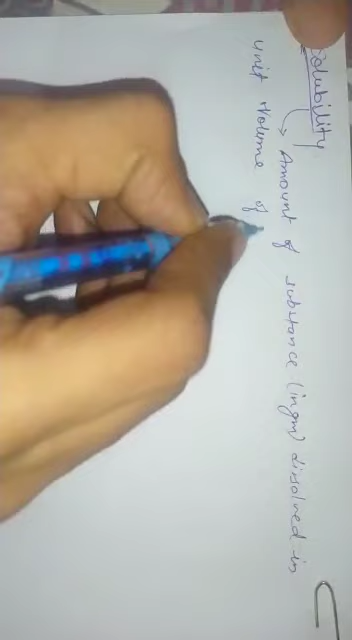 Solubility
→ Amount of substance (in gm) dissolved in
unit volume of